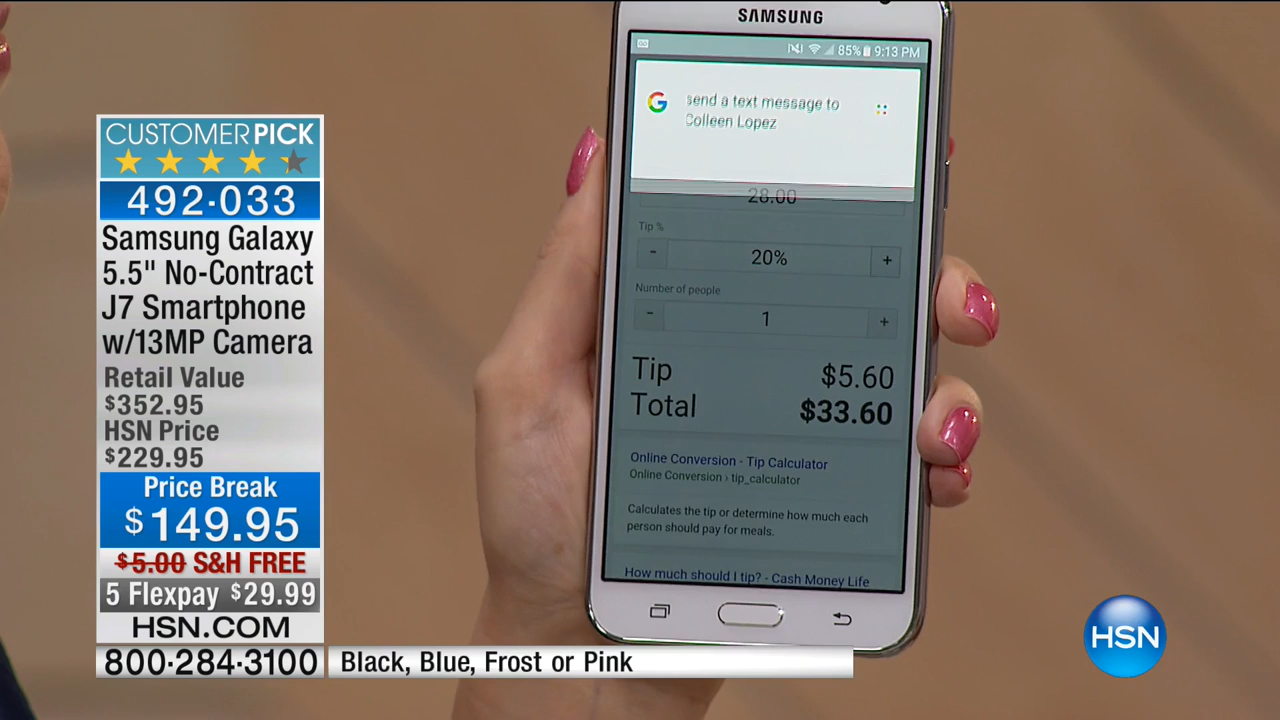 CUSTOMERPICK
492-033
Samsung Galaxy
5.5" No-Contract
J7 Smartphone
w/13MP Camera
Retail Value
$352.95
HSN Price
$229.95
Price Break
$149.95
$5.00 S&H FREE
5 Flexpay $29.99
HSN.COM
800-284-3100
Black, Blue, Frost or Pink
SAMSUNG
85% 9:13 PM
send a text message to
Colleen Lopez
28.00
Tip %
- 20% +
Number of people
- 1 +
Tip $5.60
Total $33.60
Online Conversion - Tip Calculator
Online Conversion › tip_calculator
Calculates the tip or determine how much each
person should pay for meals.
How much should I tip? - Cash Money Life
HSN